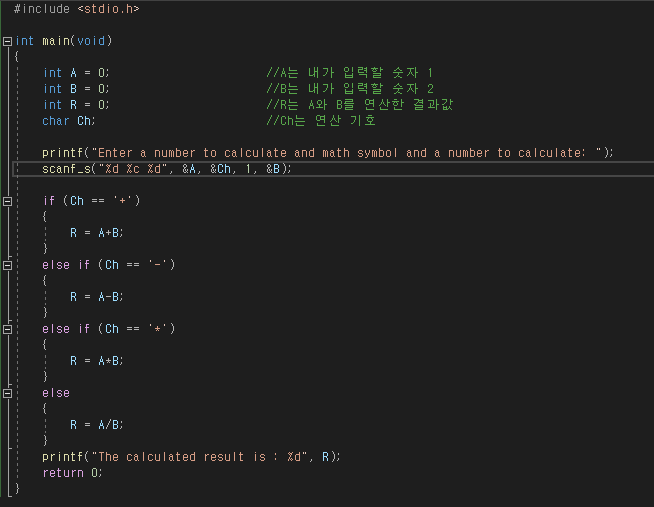 #include <stdio.h>
int main(void)
{
int A = 0; //A는 내가 입력할 숫자 1
int B = 0; //B는 내가 입력할 숫자 2
int R = 0; //R는 A와 B를 연산한 결과값
char Ch; //Ch는 연산 기호
printf("Enter a number to calculate and math symbol and a number to calculate: ");
scanf_s("%d %c %d", &A, &Ch, 1, &B);
if (Ch == '+')
{
R = A+B;
}
else if (Ch == '-')
{
R = A-B;
}
else if (Ch == '*')
{
R = A*B;
}
else
{
R = A/B;
}
printf("The calculated result is : %d", R);
return 0;
}